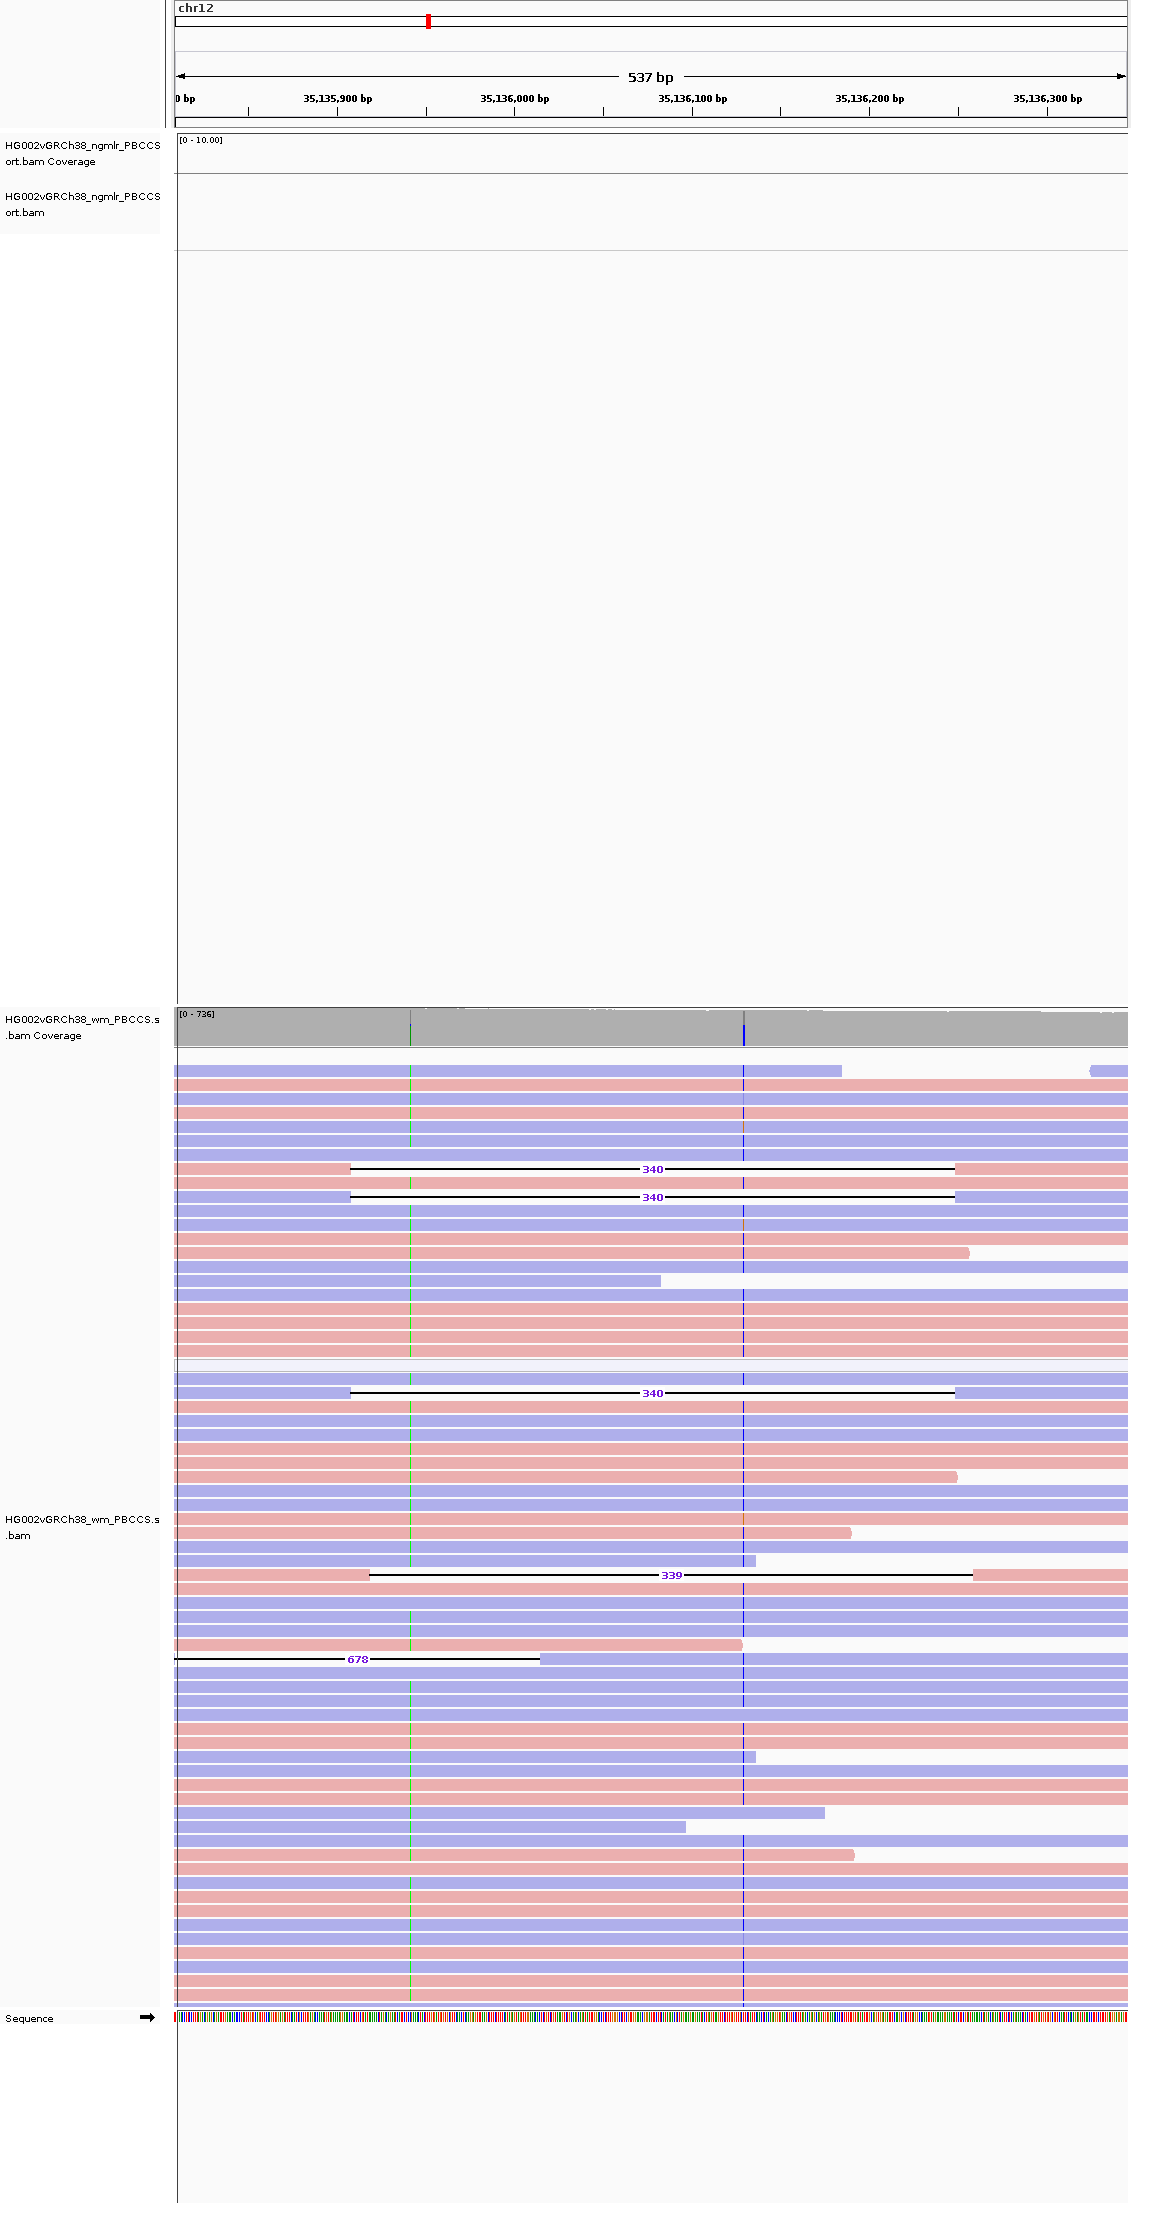 chr12
537 bp
0 bp 35,135,900 bp 35,136,000 bp 35,136,100 bp 35,136,200 bp 35,136,300 bp
HG002vGRCh38_ngmlr_PBCCS [0 - 10.00]
ort.bam Coverage
HG002vGRCh38_ngmlr_PBCCS
ort.bam
HG002vGRCh38_wm_PBCCS.s [0 - 736]
.bam Coverage
340
340
340
HG002vGRCh38_wm_PBCCS.s
.bam
339
678
Sequence